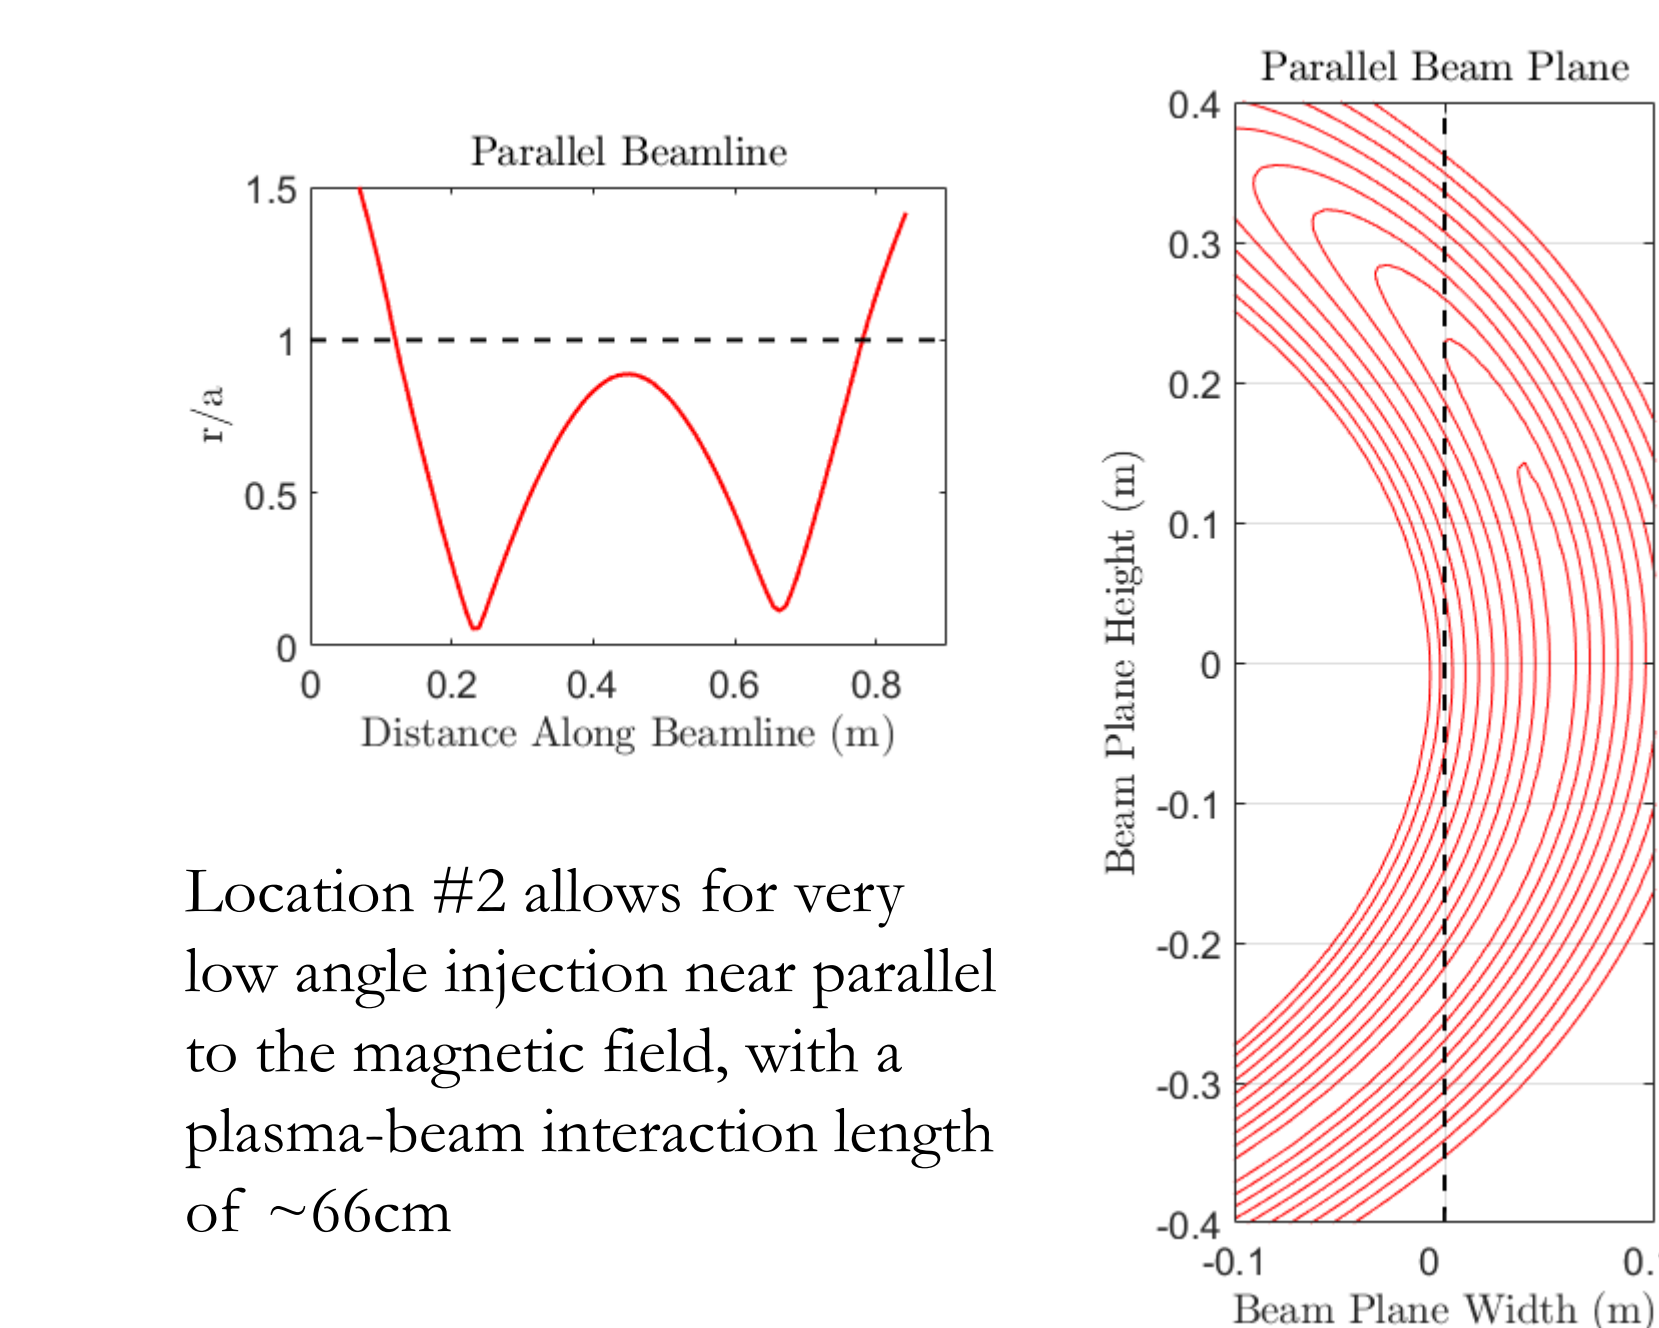 Parallel Beamline
1.5
1
0.5
0
r/a
0 0.2 0.4 0.6 0.8
Distance Along Beamline (m)
Location #2 allows for very
low angle injection near parallel
to the magnetic field, with a
plasma-beam interaction length
of ~66cm
Parallel Beam Plane
0.4
0.3
0.2
0.1
0
-0.1
-0.2
-0.3
-0.4
Beam Plane Height (m)
-0.1 0 0.
Beam Plane Width (m)